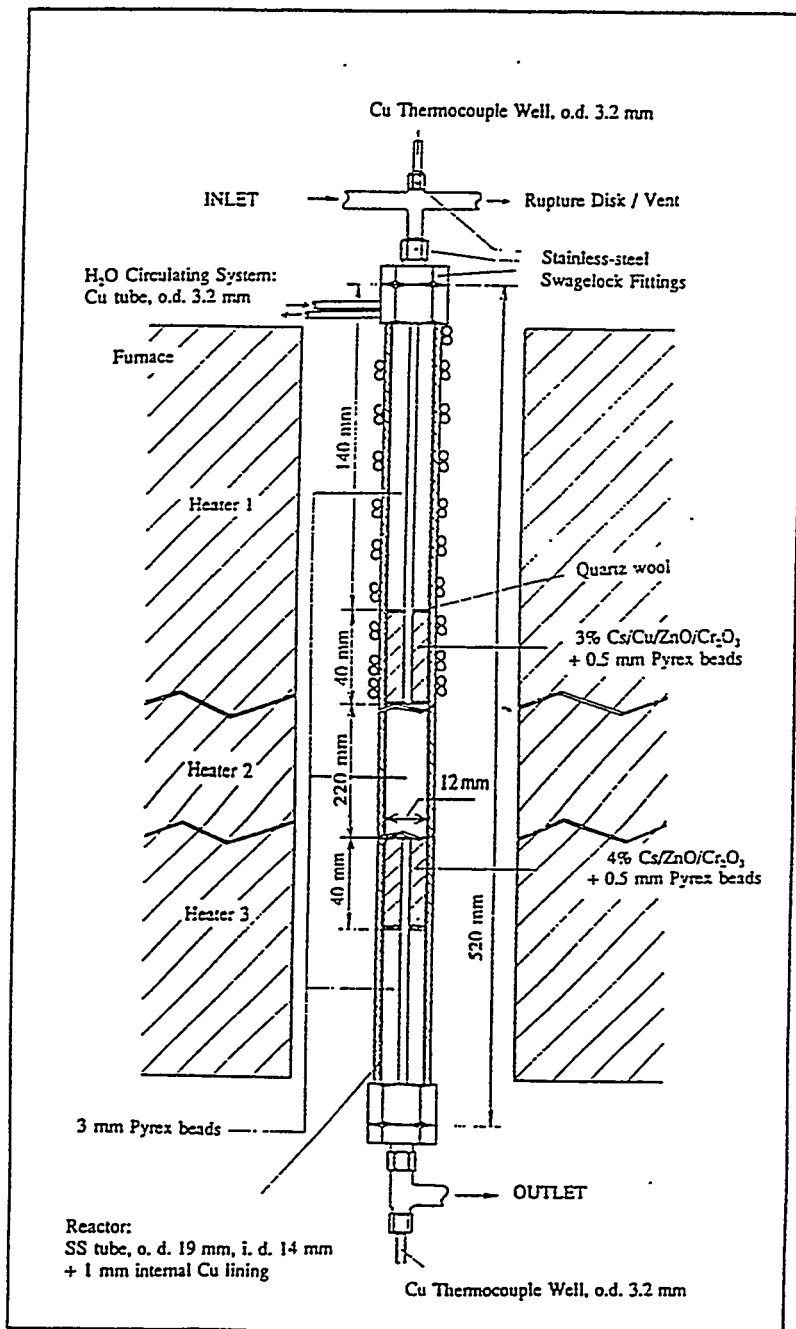 Cu Thermocouple Well, o.d. 3.2 mm
INLET
Rupture Disk / Vent
Stainless-steel
Swagelock Fittings
H₂O Circulating System:
Cu tube, o.d. 3.2 mm
Furnace
140 mm
Heater 1
Quartz wool
3% Cs/Cu/ZnO/Cr₂O₃
+ 0.5 mm Pyrex beads
40 mm
Heater 2
220 mm
12 mm
4% Cs/ZnO/Cr₂O₃
+ 0.5 mm Pyrex beads
40 mm
Heater 3
520 mm
3 mm Pyrex beads
OUTLET
Reactor:
SS tube, o. d. 19 mm, i. d. 14 mm
+ 1 mm internal Cu lining
Cu Thermocouple Well, o.d. 3.2 mm